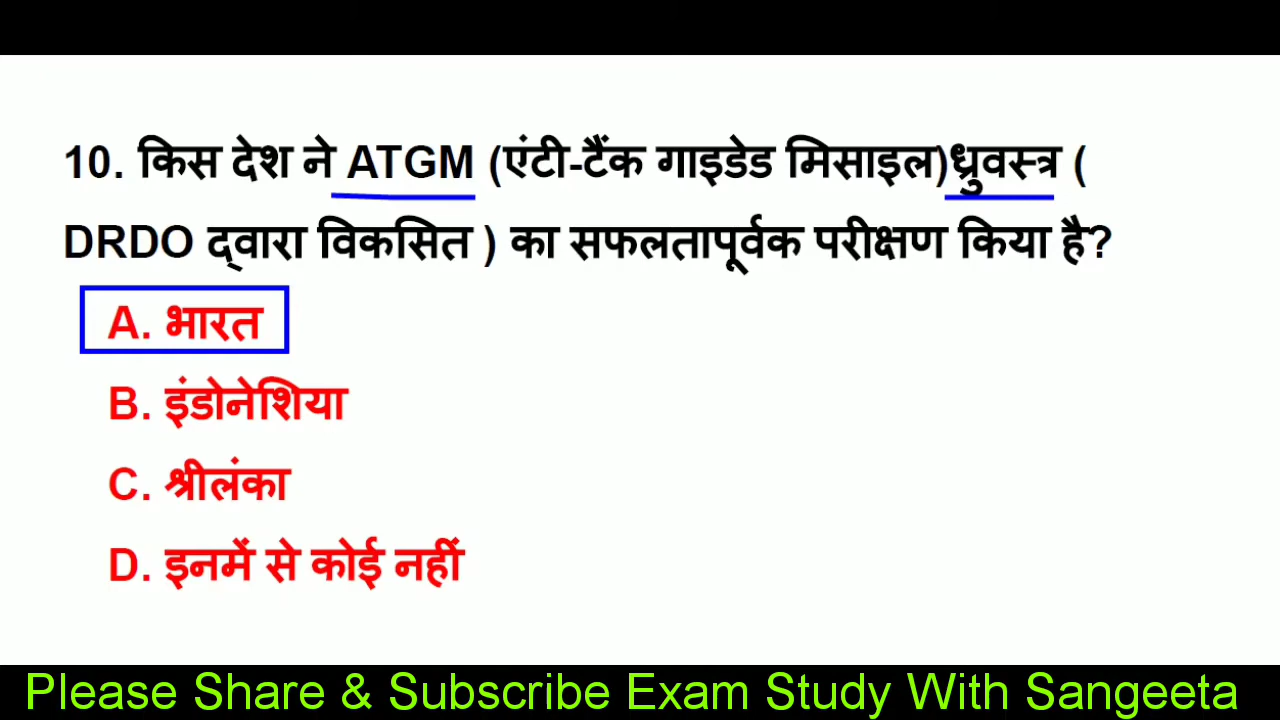 10. किस देश ने ATGM (एंटी-टैंक गाइडेड मिसाइल)ध्रुवस्त्र (
DRDO द्वारा विकसित ) का सफलतापूर्वक परीक्षण किया है?
A. भारत
B. इंडोनेशिया
C. श्रीलंका
D. इनमें से कोई नहीं
Please Share & Subscribe Exam Study With Sangeeta